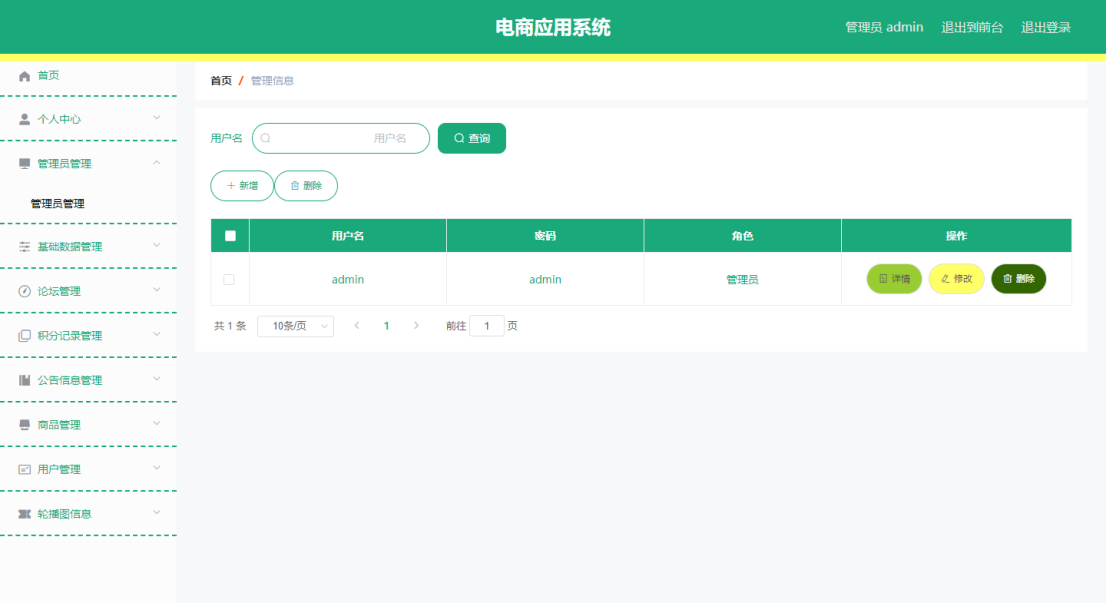 电商应用系统
管理员 admin 退出到前台 退出登录
首页
个人中心
管理员管理
管理员管理
基础数据管理
论坛管理
积分记录管理
公告信息管理
商品管理
用户管理
轮播图信息
首页 / 管理信息
用户名 用户名 查询
+ 新增 删除
用户名 密码 角色 操作
admin admin 管理员 详情 修改 删除
共 1 条 10条/页 < 1 > 前往 1 页